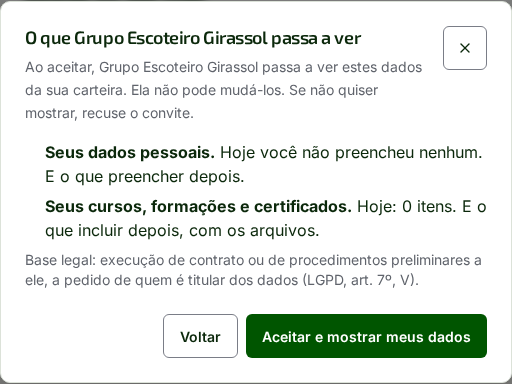 O que Grupo Escoteiro Girassol passa a ver
Ao aceitar, Grupo Escoteiro Girassol passa a ver estes dados
da sua carteira. Ela não pode mudá-los. Se não quiser
mostrar, recuse o convite.
Seus dados pessoais. Hoje você não preencheu nenhum.
E o que preencher depois.
Seus cursos, formações e certificados. Hoje: 0 itens. E o
que incluir depois, com os arquivos.
Base legal: execução de contrato ou de procedimentos preliminares a
ele, a pedido de quem é titular dos dados (LGPD, art. 7º, V).
Voltar
Aceitar e mostrar meus dados